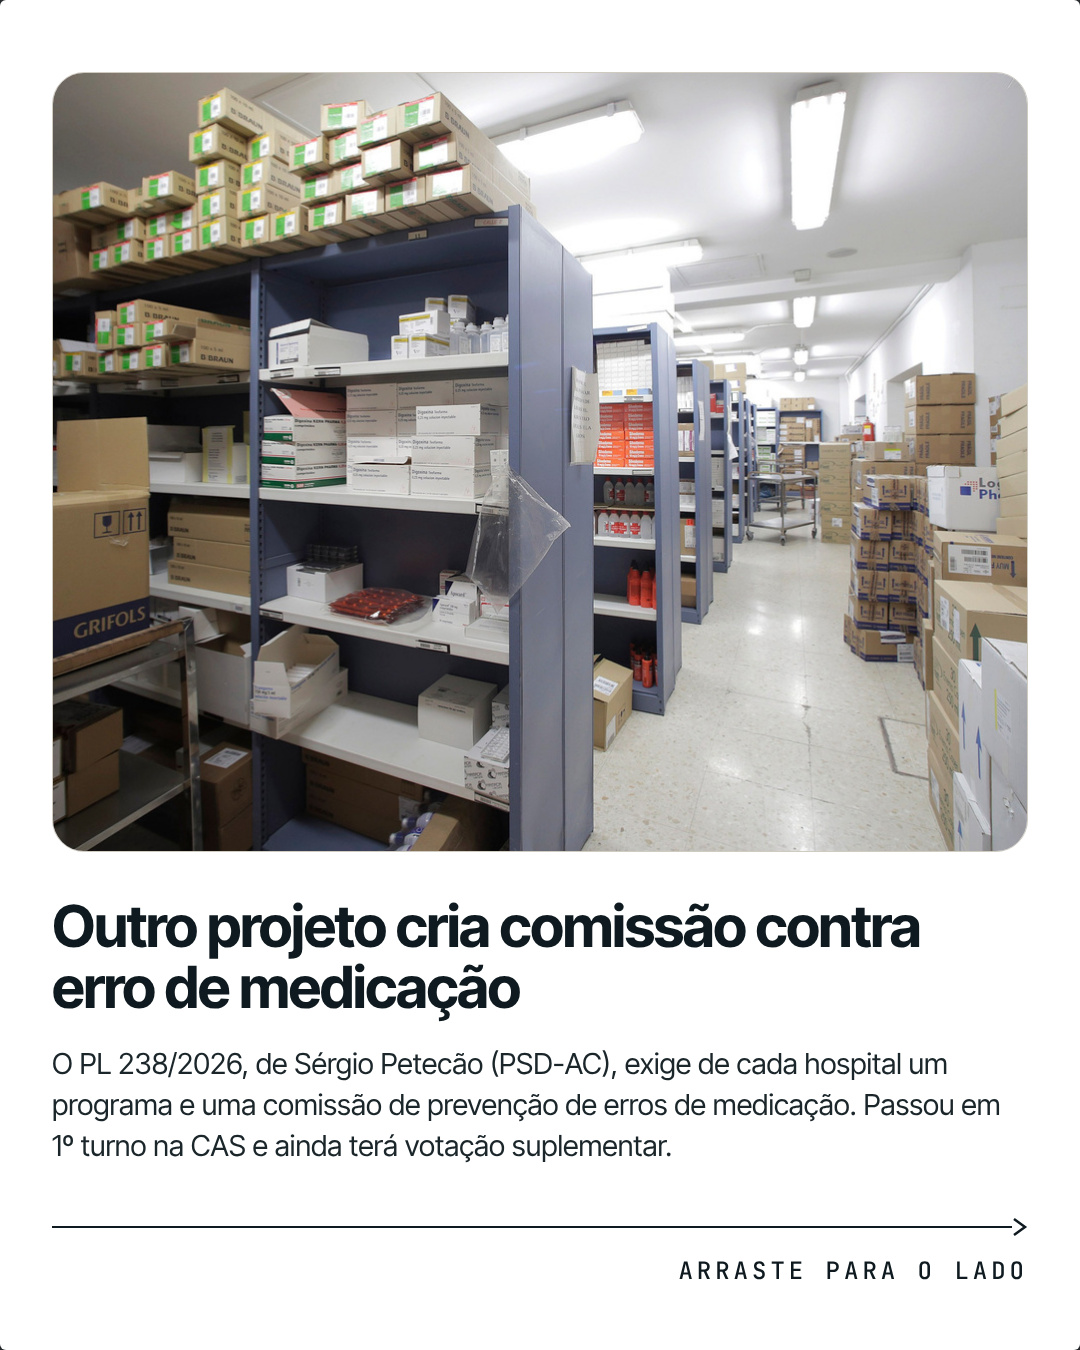 B BRAUN
B BRAUN
B BRAUN
GRIFOLS
Outro projeto cria comissão contra
erro de medicação
O PL 238/2026, de Sérgio Petecão (PSD-AC), exige de cada hospital um
programa e uma comissão de prevenção de erros de medicação. Passou em
1º turno na CAS e ainda terá votação suplementar.
ARRASTE PARA O LADO